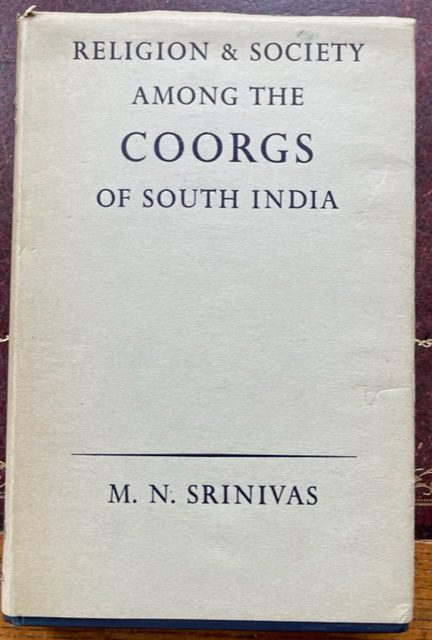 RELIGION & SOCIETY
AMONG THE
COORGS
OF SOUTH INDIA
M. N. SRINIVAS